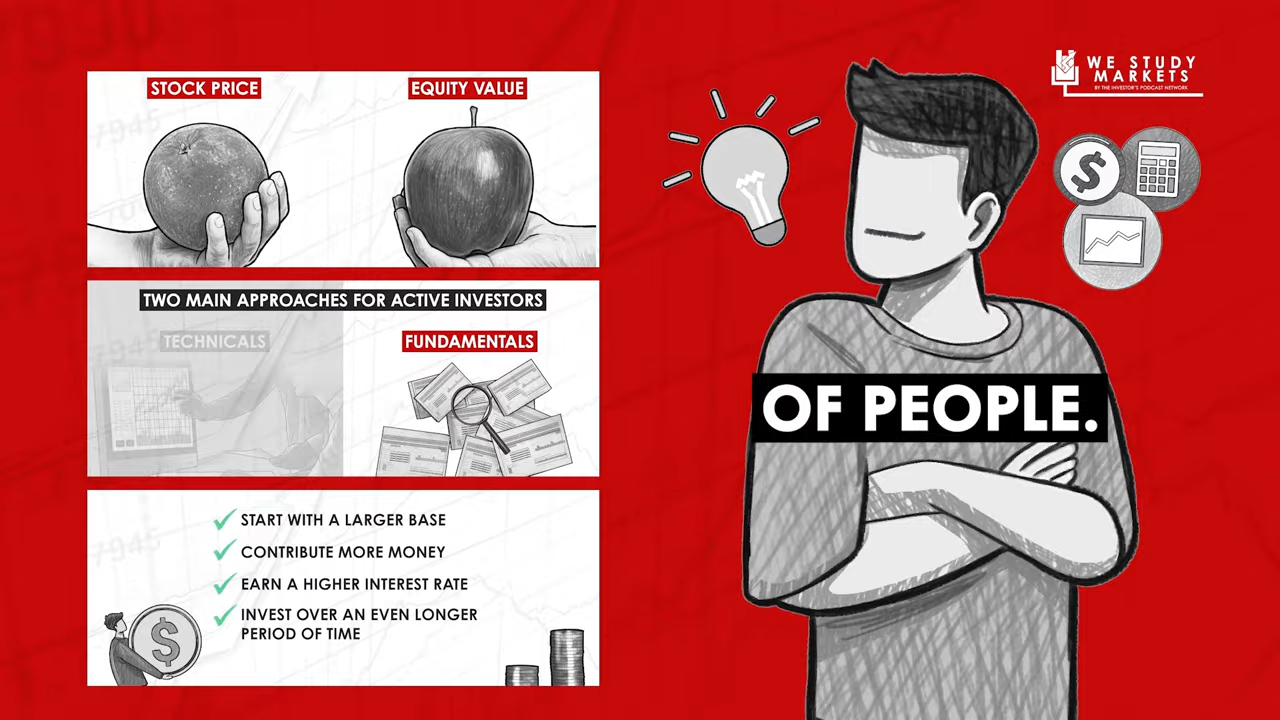 STOCK PRICE
EQUITY VALUE
TWO MAIN APPROACHES FOR ACTIVE INVESTORS
TECHNICALS
FUNDAMENTALS
START WITH A LARGER BASE
CONTRIBUTE MORE MONEY
EARN A HIGHER INTEREST RATE
INVEST OVER AN EVEN LONGER
PERIOD OF TIME
WE STUDY
MARKETS
BY THE INVESTOR'S PODCAST NETWORK
$
OF PEOPLE.
$